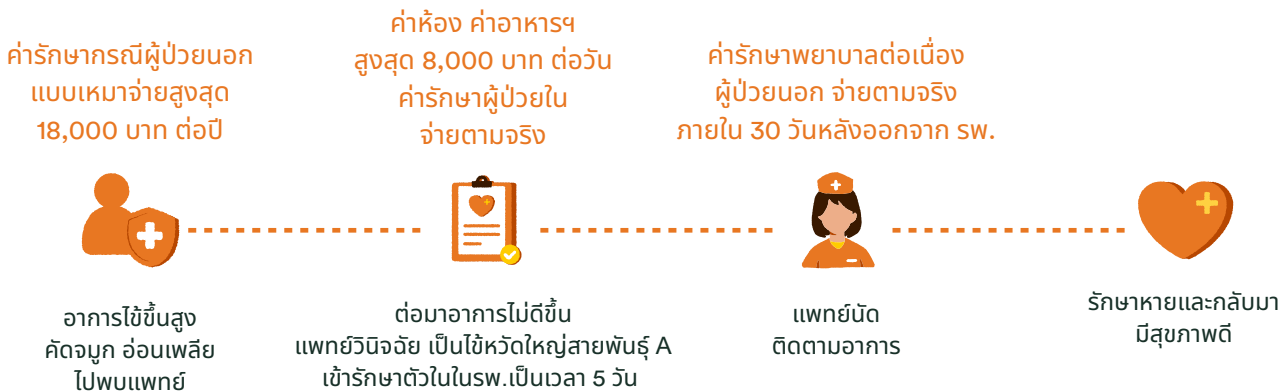 ค่ารักษากรณีผู้ป่วยนอก
แบบเหมาจ่ายสูงสุด
18,000 บาท ต่อปี
ค่าห้อง ค่าอาหารฯ
สูงสุด 8,000 บาท ต่อวัน
ค่ารักษาผู้ป่วยใน
จ่ายตามจริง
ค่ารักษาพยาบาลต่อเนื่อง
ผู้ป่วยนอก จ่ายตามจริง
ภายใน 30 วันหลังออกจาก รพ.
อาการไข้ขึ้นสูง
คัดจมูก อ่อนเพลีย
ไปพบแพทย์
ต่อมาอาการไม่ดีขึ้น
แพทย์วินิจฉัย เป็นไข้หวัดใหญ่สายพันธุ์ A
เข้ารักษาตัวในในรพ.เป็นเวลา 5 วัน
แพทย์นัด
ติดตามอาการ
รักษาหายและกลับมา
มีสุขภาพดี